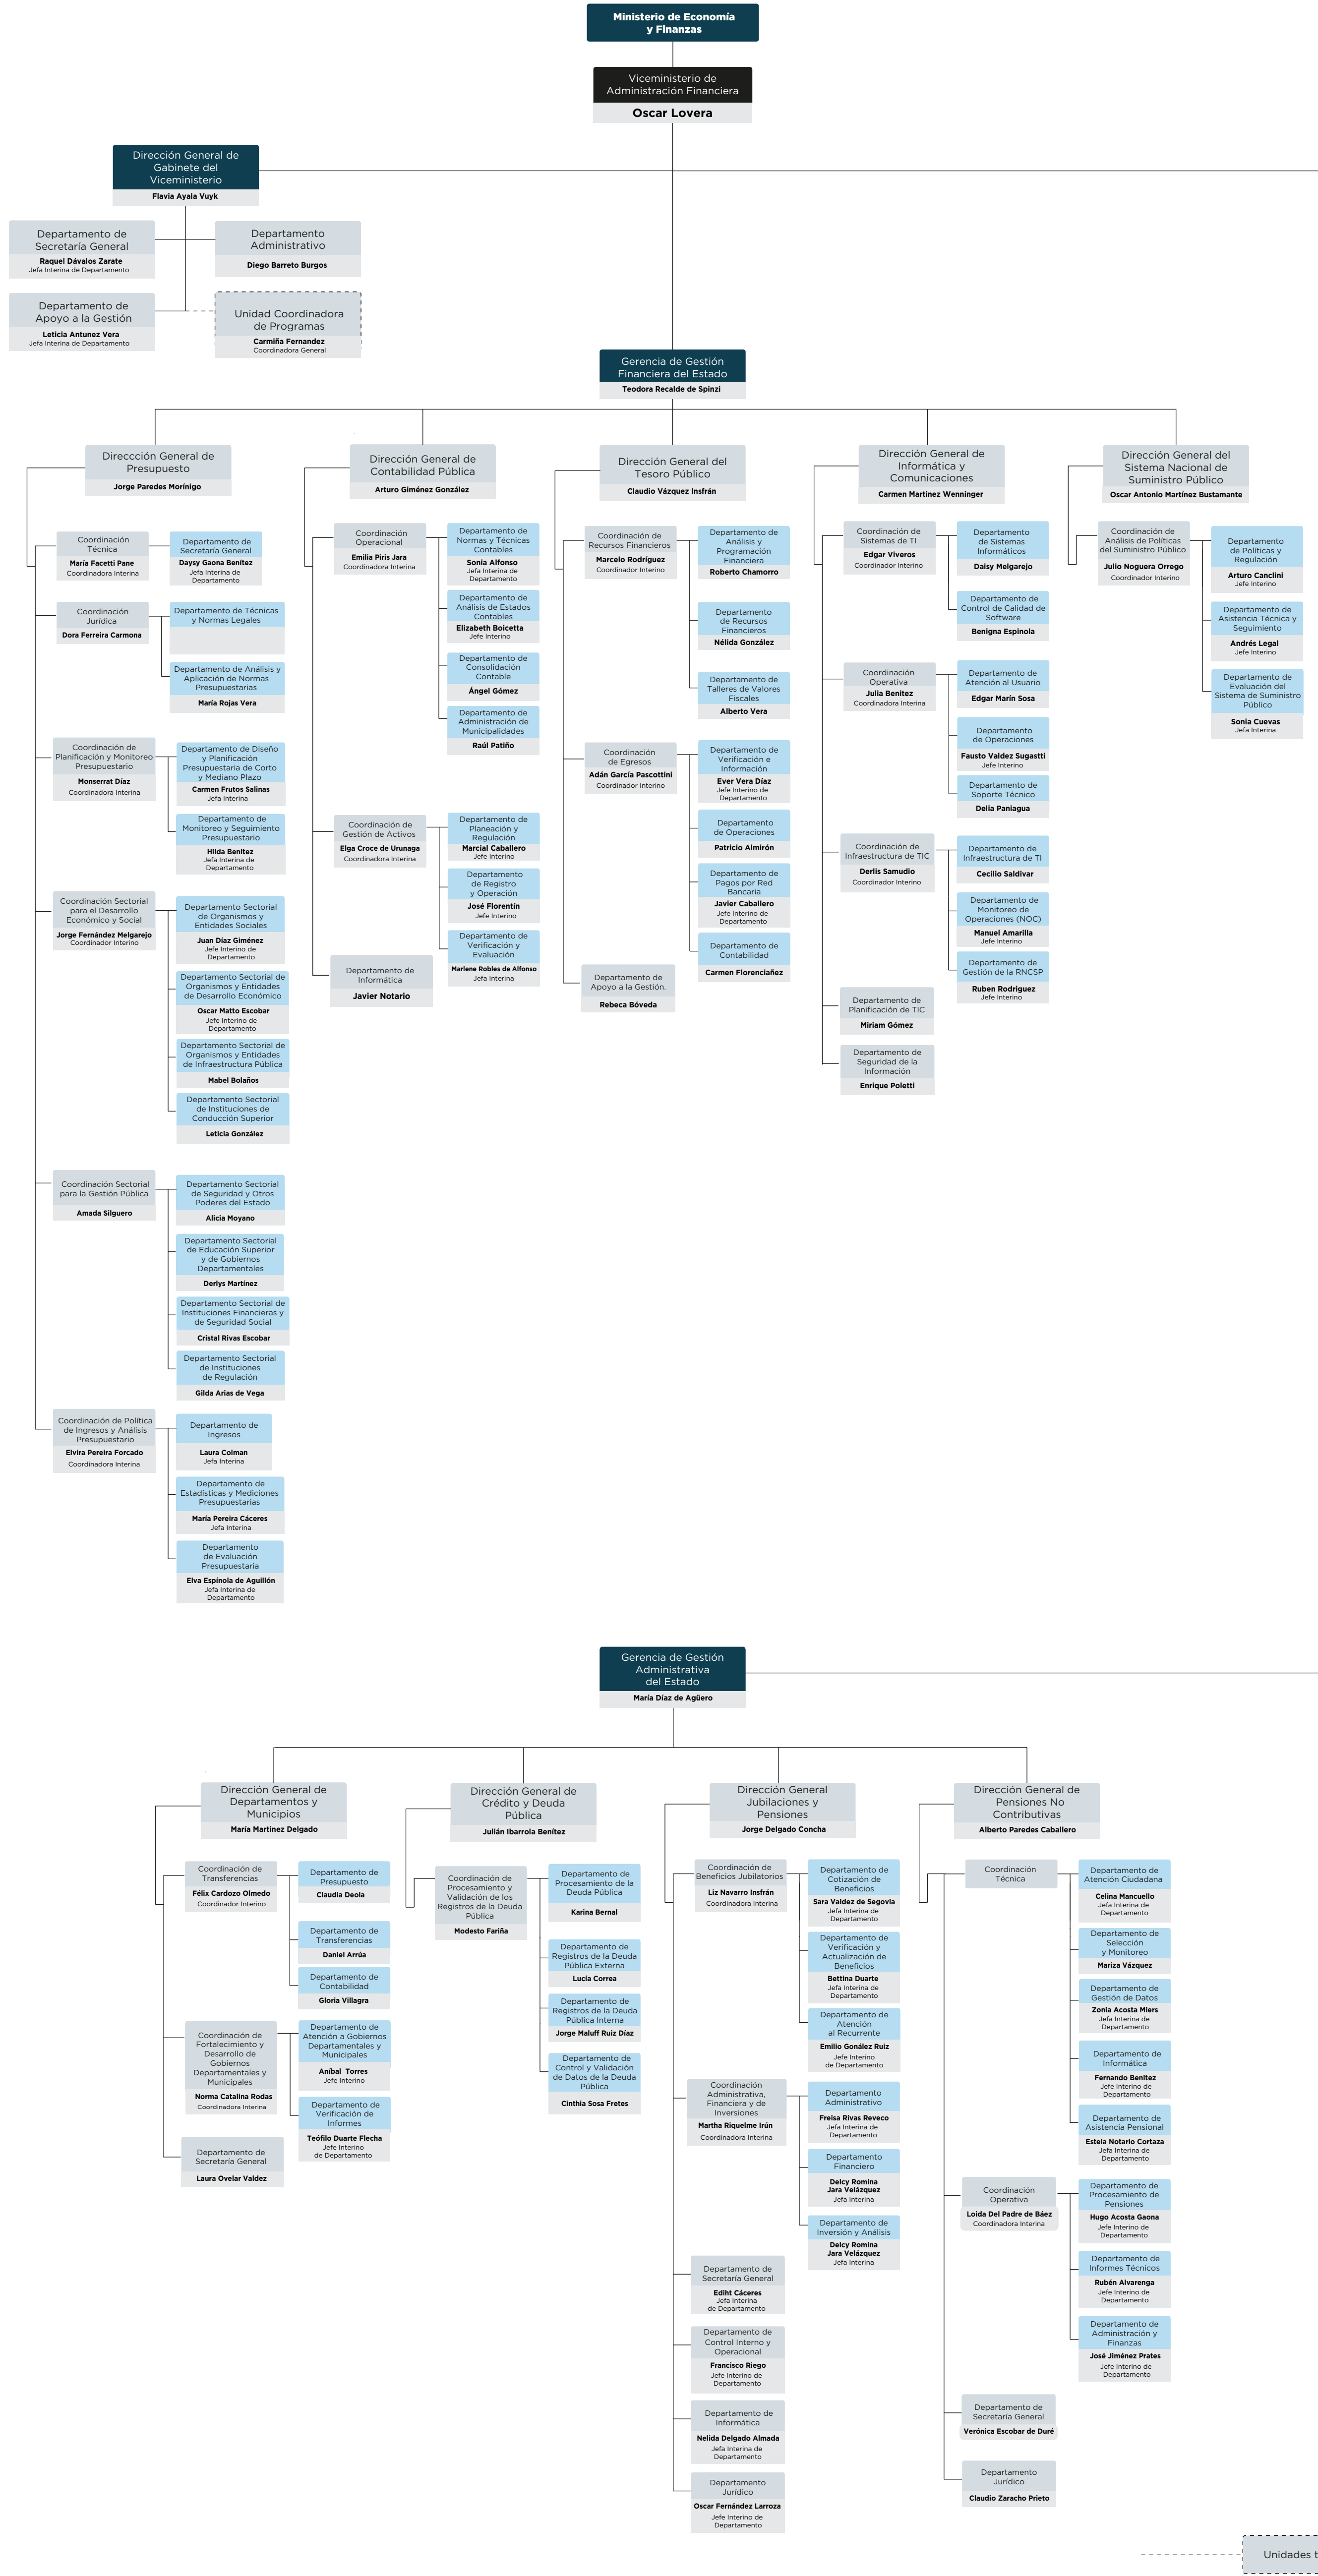 Ministerio de Economía
y Finanzas
Viceministerio de
Administración Financiera
Oscar Lovera
Dirección General de
Gabinete del
Viceministerio
Flavia Ayala Vuyk
Departamento de
Secretaría General
Raquel Dávalos Zarate
Jefa Interina de Departamento
Departamento
Administrativo
Diego Barreto Burgos
Departamento de
Apoyo a la Gestión
Leticia Antunez Vera
Jefa Interina de Departamento
Unidad Coordinadora
de Programas
Carmiña Fernandez
Coordinadora General
Gerencia de Gestión
Financiera del Estado
Teodora Recalde de Spinzi
Direccción General de
Presupuesto
Jorge Paredes Morínigo
Coordinación
Técnica
María Facetti Pane
Coordinadora Interina
Departamento de
Secretaría General
Daysy Gaona Benítez
Jefa Interina de
Departamento
Coordinación
Jurídica
Dora Ferreira Carmona
Departamento de Técnicas
y Normas Legales
Departamento de Análisis y
Aplicación de Normas
Presupuestarias
María Rojas Vera
Coordinación de
Planificación y Monitoreo
Presupuestario
Monserrat Díaz
Coordinadora Interina
Departamento de Diseño
y Planificación
Presupuestaria de Corto
y Mediano Plazo
Carmen Frutos Salinas
Jefa Interina
Departamento de
Monitoreo y Seguimiento
Presupuestario
Hilda Benitez
Jefa Interina de
Departamento
Coordinación Sectorial
para el Desarrollo
Económico y Social
Jorge Fernández Melgarejo
Coordinador Interino
Departamento Sectorial
de Organismos y
Entidades Sociales
Juan Díaz Giménez
Jefe Interino de
Departamento
Departamento Sectorial de
Organismos y Entidades
de Desarrollo Económico
Oscar Matto Escobar
Jefe Interino de
Departamento
Departamento Sectorial de
Organismos y Entidades
de Infraestructura Pública
Mabel Bolaños
Departamento Sectorial
de Instituciones de
Conducción Superior
Leticia González
Coordinación Sectorial
para la Gestión Pública
Amada Silguero
Departamento Sectorial
de Seguridad y Otros
Poderes del Estado
Alicia Moyano
Departamento Sectorial
de Educación Superior
y de Gobiernos
Departamentales
Derlys Martínez
Departamento Sectorial de
Instituciones Financieras y
de Seguridad Social
Cristal Rivas Escobar
Departamento Sectorial
de Instituciones
de Regulación
Gilda Arias de Vega
Coordinación de Política
de Ingresos y Análisis
Presupuestario
Elvira Pereira Forcado
Coordinadora Interina
Departamento de
Ingresos
Laura Colman
Jefa Interina
Departamento de
Estadísticas y Mediciones
Presupuestarias
María Pereira Cáceres
Jefa Interina
Departamento
de Evaluación
Presupuestaria
Elva Espínola de Aguillón
Jefa Interina de
Departamento
Dirección General de
Contabilidad Pública
Arturo Giménez González
Coordinación
Operacional
Emilia Piris Jara
Coordinadora Interina
Departamento de
Normas y Técnicas
Contables
Sonia Alfonso
Jefa Interina de
Departamento
Departamento de
Análisis de Estados
Contables
Elizabeth Boicetta
Jefe Interino
Departamento de
Consolidación
Contable
Ángel Gómez
Departamento de
Administración de
Municipalidades
Raúl Patiño
Coordinación de
Gestión de Activos
Elga Croce de Urunaga
Coordinadora Interina
Departamento de
Planeación y
Regulación
Marcial Caballero
Jefe Interino
Departamento
de Registro
y Operación
José Florentín
Jefe Interino
Departamento de
Verificación y
Evaluación
Marlene Robles de Alfonso
Jefa Interina
Departamento de
Informática
Javier Notario
Dirección General del
Tesoro Público
Claudio Vázquez Insfrán
Coordinación de
Recursos Financieros
Marcelo Rodríguez
Coordinador Interino
Departamento de
Análisis
Programación
Financiera
Roberto Chamorro
Departamento
de Recursos
Financieros
Nélida González
Departamento de
Talleres de Valores
Fiscales
Alberto Vera
Coordinación
de Egresos
Adán García Pascottini
Coordinador Interino
Departamento de
Verificación e
Información
Ever Vera Díaz
Jefe Interino de
Departamento
Departamento
de Operaciones
Patricio Almirón
Departamento de
Pagos por Red
Bancaria
Javier Caballero
Jefe Interino de
Departamento
Departamento de
Contabilidad
Carmen Florenciañez
Departamento de
Apoyo a la Gestión.
Rebeca Bóveda
Dirección General de
Informática y
Comunicaciones
Carmen Martinez Wenninger
Coordinación de
Sistemas de TI
Edgar Viveros
Coordinador Interino
Departamento
de Sistemas
Informáticos
Daisy Melgarejo
Departamento de
Control de Calidad de
Software
Benigna Espinola
Coordinación
Operativa
Julia Benitez
Coordinadora Interina
Departamento de
Atención al Usuario
Edgar Marín Sosa
Departamento
de Operaciones
Fausto Valdez Sugastti
Jefe Interino
Departamento de
Soporte Técnico
Delia Paniagua
Coordinación de
Infraestructura de TIC
Derlis Samudio
Coordinador Interino
Departamento de
Infraestructura de TI
Cecilio Saldivar
Departamento de
Monitoreo de
Operaciones (NOC)
Manuel Amarilla
Jefe Interino
Departamento de
Gestión de la RNCSP
Ruben Rodriguez
Jefe Interino
Departamento de
Planificación de TIC
Miriam Gómez
Departamento de
Seguridad de la
Información
Enrique Poletti
Dirección General del
Sistema Nacional de
Suministro Público
Oscar Antonio Martínez Bustamante
Coordinación de
Análisis de Políticas
del Suministro Público
Julio Noguera Orrego
Coordinador Interino
Departamento
de Políticas y
Regulación
Arturo Canclini
Jefe Interino
Departamento de
Asistencia Técnica y
Seguimiento
Andrés Legal
Jefe Interino
Departamento de
Evaluación del
Sistema de Suministro
Público
Sonia Cuevas
Jefa Interina
Gerencia de Gestión
Administrativa
del Estado
María Díaz de Agüero
Dirección General de
Departamentos y
Municipios
María Martinez Delgado
Coordinación de
Transferencias
Félix Cardozo Olmedo
Coordinador Interino
Departamento de
Presupuesto
Claudia Deola
Departamento de
Transferencias
Daniel Arrúa
Departamento de
Contabilidad
Gloria Villagra
Coordinación de
Fortalecimiento y
Desarrollo de
Gobiernos
Departamentales y
Municipales
Norma Catalina Rodas
Coordinadora Interina
Departamento de
Atención a Gobiernos
Departamentales y
Municipales
Aníbal Torres
Jefe Interino
Departamento de
Verificación de
Informes
Teófilo Duarte Flecha
Jefe Interino
de Departamento
Departamento de
Secretaría General
Laura Ovelar Valdez
Dirección General de
Crédito y Deuda
Pública
Julián Ibarrola Benítez
Coordinación de
Procesamiento y
Validación de los
Registros de la Deuda
Pública
Modesto Fariña
Departamento de
Procesamiento de la
Deuda Pública
Karina Bernal
Departamento de
Registros de la Deuda
Pública Externa
Lucía Correa
Departamento de
Registros de la Deuda
Pública Interna
Jorge Maluff Ruiz Díaz
Departamento de
Control y Validación
de Datos de la Deuda
Pública
Cinthia Sosa Fretes
Dirección General
Jubilaciones y
Pensiones
Jorge Delgado Concha
Coordinación de
Beneficios Jubilatorios
Liz Navarro Insfrán
Coordinadora Interina
Departamento de
Cotización de
Beneficios
Sara Valdez de Segovia
Jefa Interina de
Departamento
Departamento de
Verificación y
Actualización de
Beneficios
Bettina Duarte
Jefa Interina de
Departamento
Departamento de
Atención
al Recurrente
Emilio Gonález Ruiz
Jefe Interino
de Departamento
Coordinación
Administrativa,
Financiera y de
Inversiones
Martha Riquelme Irún
Coordinadora Interina
Departamento
Administrativo
Freisa Rivas Reveco
Jefa Interina de
Departamento
Departamento
Financiero
Delcy Romina
Jara Velázquez
Jefa Interina
Departamento de
Inversión y Análisis
Delcy Romina
Jara Velázquez
Jefa Interina
Departamento de
Secretaría General
Ediht Cáceres
Jefa Interina
de Departamento
Departamento de
Control Interno y
Operacional
Francisco Riego
Jefe Interino de
Departamento
Departamento de
Informática
Nelida Delgado Almada
Jefa Interina de
Departamento
Departamento
Jurídico
Oscar Fernández Larroza
Jefe Interino de
Departamento
Dirección General de
Pensiones No
Contributivas
Alberto Paredes Caballero
Coordinación
Técnica
Departamento de
Atención Ciudadana
Celina Mancuello
Jefa Interina de
Departamento
Departamento de
Selección
y Monitoreo
Mariza Vázquez
Departamento de
Gestión de Datos
Zonia Acosta Miers
Jefa Interina de
Departamento
Departamento de
Informática
Fernando Benitez
Jefe Interino de
Departamento
Departamento de
Asistencia Pensional
Estela Notario Cortaza
Jefa Interina de
Departamento
Coordinación
Operativa
Loida Del Padre de Báez
Coordinadora Interina
Departamento de
Procesamiento de
Pensiones
Hugo Acosta Gaona
Jefe Interino de
Departamento
Departamento de
Informes Técnicos
Rubén Alvarenga
Jefe Interino de
Departamento
Departamento de
Administración y
Finanzas
José Jiménez Prates
Jefe Interino de
Departamento
Departamento de
Secretaría General
Verónica Escobar de Duré
Departamento
Jurídico
Claudio Zaracho Prieto
Unidades